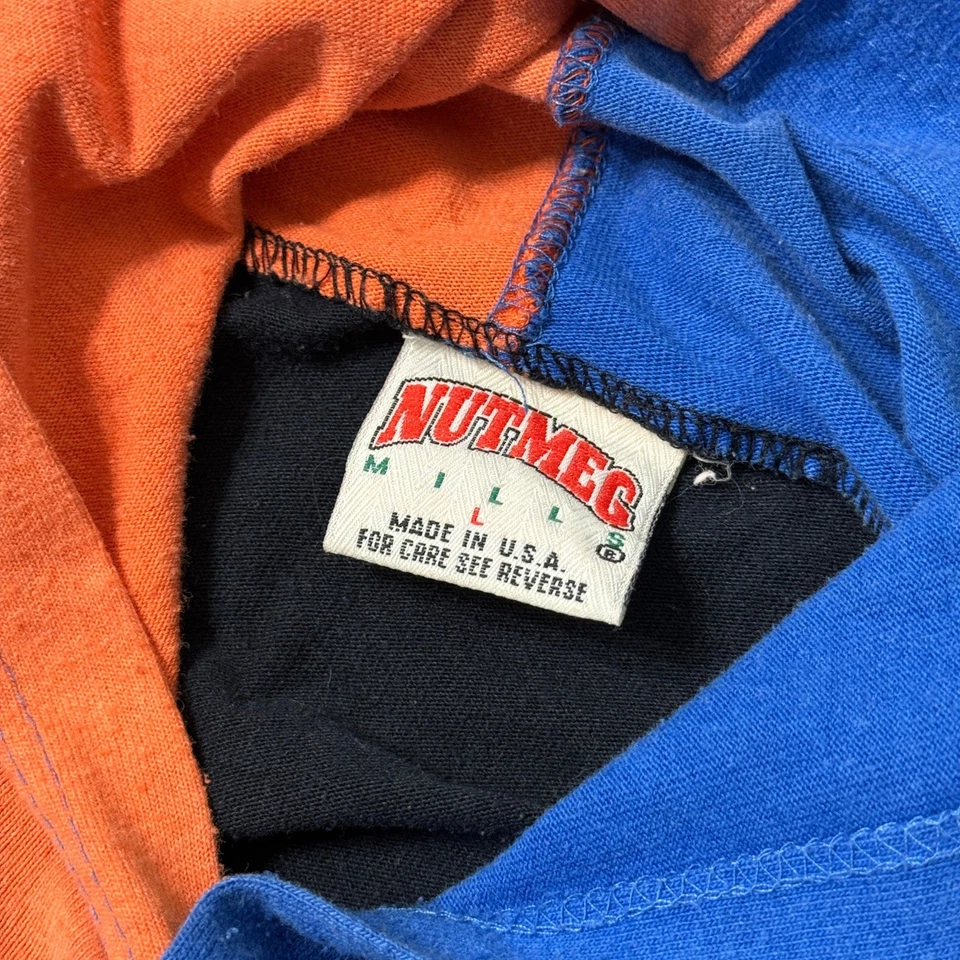 NUTMEG
MILLS®
L
MADE IN U.S.A.
FOR CARE SEE REVERSE